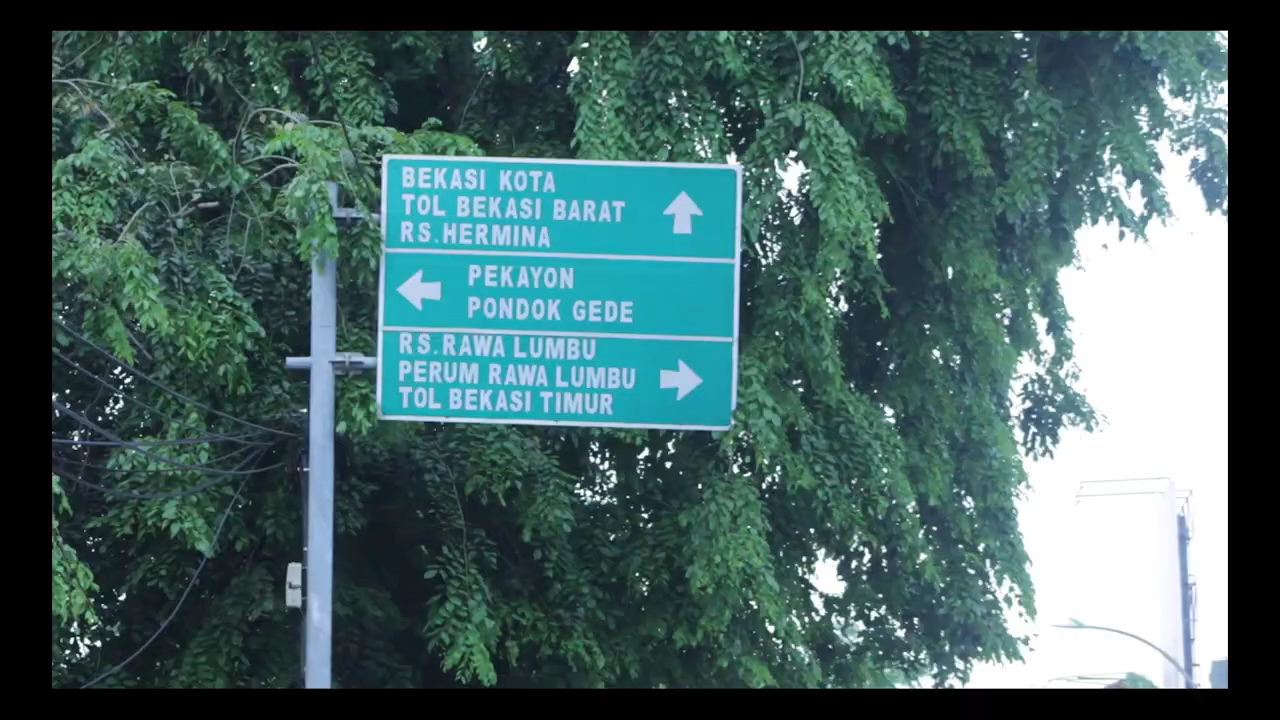 BEKASI KOTA
TOL BEKASI BARAT
RS.HERMINA
PEKAYON
PONDOK GEDE
RS.RAWA LUMBU
PERUM RAWA LUMBU
TOL BEKASI TIMUR